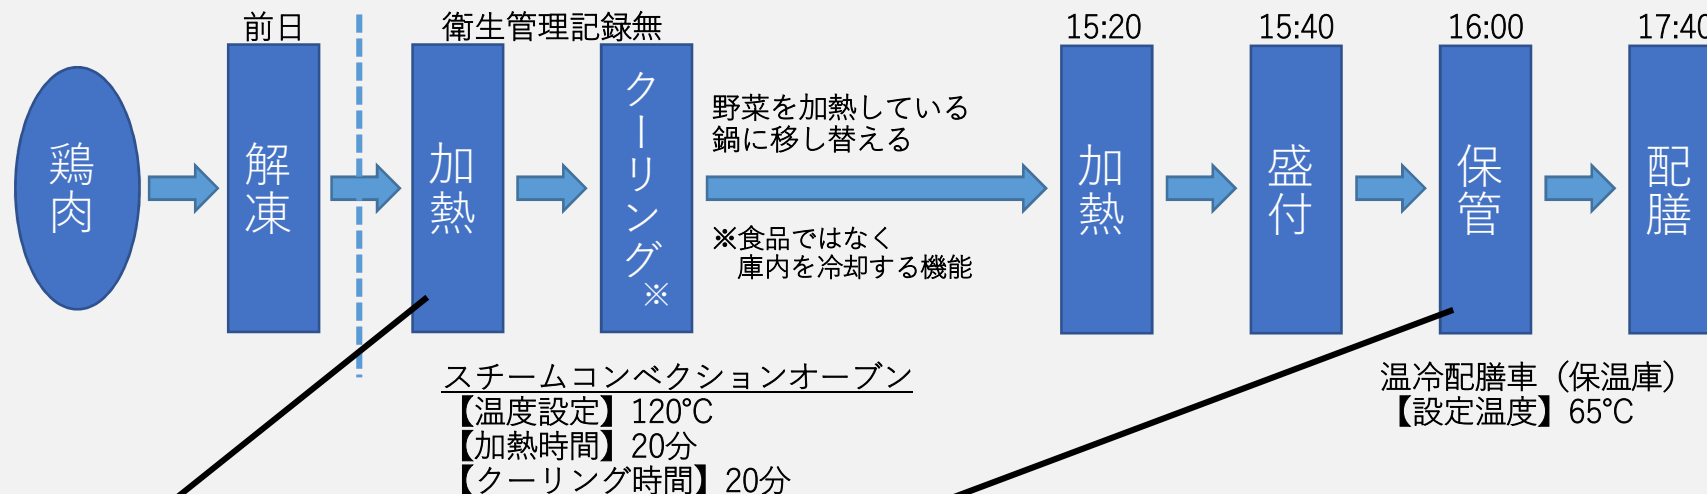 前日
衛生管理記録無
15:20
15:40
16:00
17:40
鶏肉
解凍
加熱
クーリング※
野菜を加熱している
鍋に移し替える
※食品ではなく
庫内を冷却する機能
加熱
盛付
保管
配膳
スチームコンベクションオーブン
【温度設定】120℃
【加熱時間】20分
【クーリング時間】20分
温冷配膳車（保温庫）
【設定温度】65℃